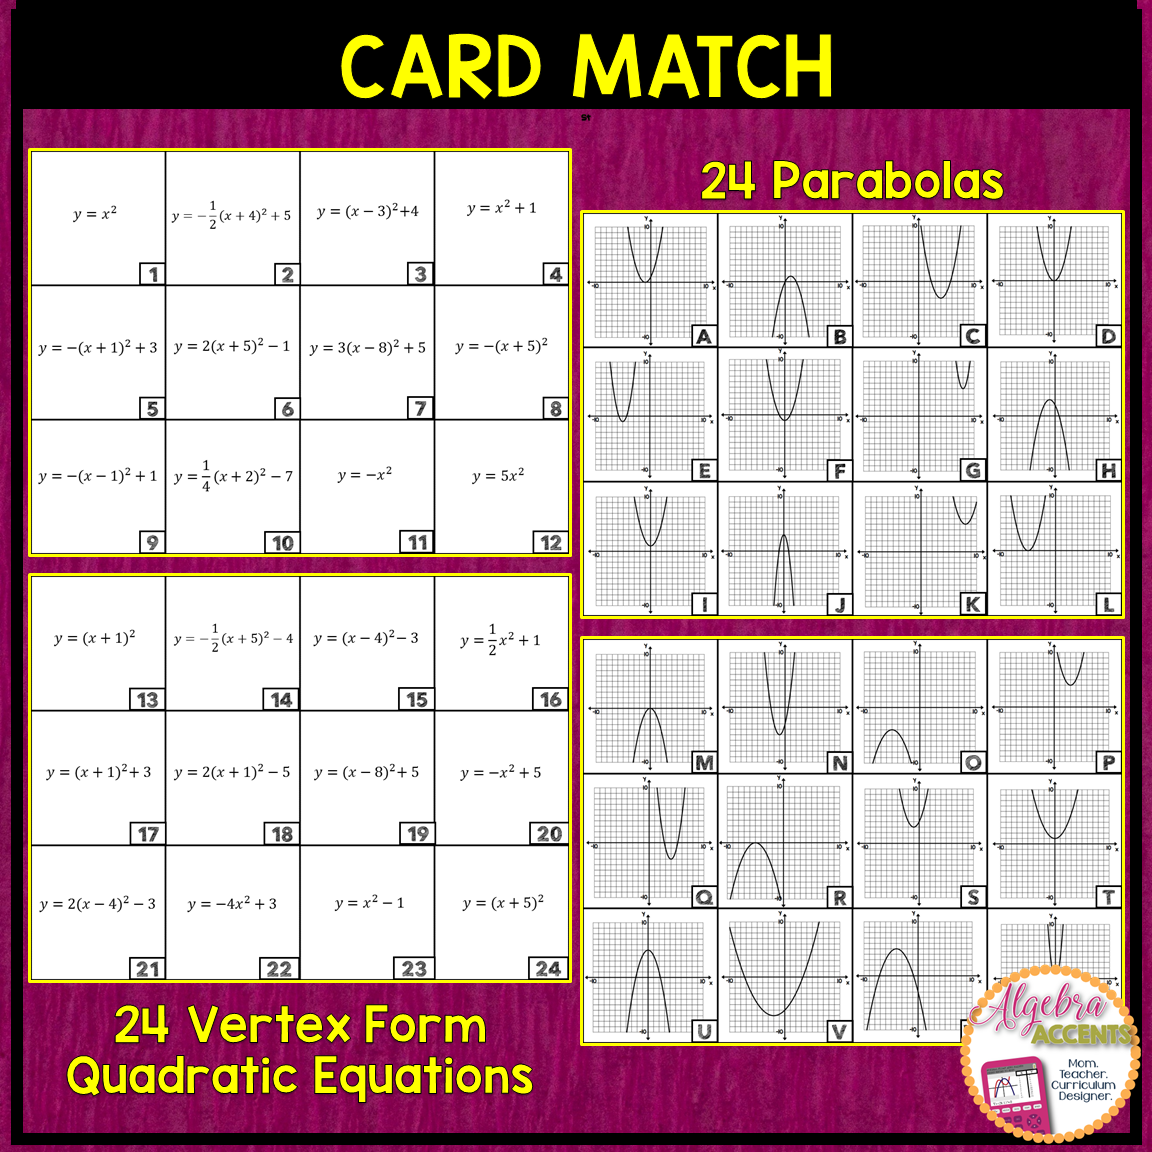 CARD MATCH
24 Parabolas
y = x²
1
y = −1/2(x + 4)² + 5
2
y = (x − 3)²+4
3
y = x² + 1
4
y = −(x + 1)² + 3
5
y = 2(x + 5)² − 1
6
y = 3(x − 8)² + 5
7
y = −(x + 5)²
8
y = −(x − 1)² + 1
9
y = 1/4(x + 2)² − 7
10
y = −x²
11
y = 5x²
12
y = (x + 1)²
13
y = −1/2(x + 5)² − 4
14
y = (x − 4)²− 3
15
y = 1/2x² + 1
16
y = (x + 1)²+ 3
17
y = 2(x + 1)² − 5
18
y = (x − 8)²+ 5
19
y = −x² + 5
20
y = 2(x − 4)² − 3
21
y = −4x² + 3
22
y = x² − 1
23
y = (x + 5)²
24
A
B
C
D
E
F
G
H
I
J
K
L
M
N
O
P
Q
R
S
T
U
V
24 Vertex Form
Quadratic Equations
Algebra
ACCENTS
Mom.
Teacher.
Curriculum
Designer.